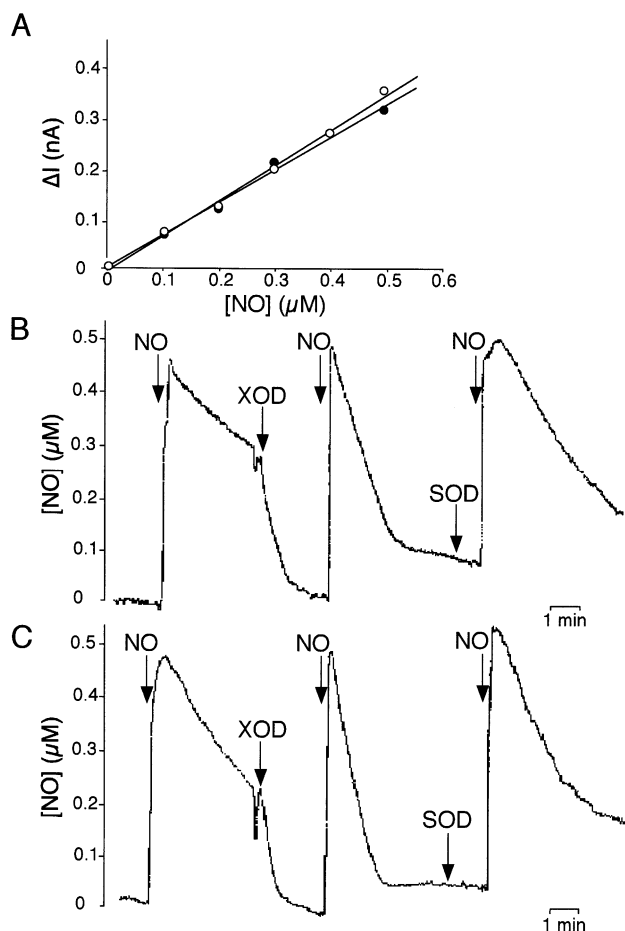 A
ΔI (nA)
0.4
0.3
0.2
0.1
0
0 0.1 0.2 0.3 0.4 0.5 0.6
[NO] (µM)
B
[NO] (µM)
0.5
0.4
0.3
0.2
0.1
0
NO
XOD
NO
SOD
NO
1 min
C
[NO] (µM)
0.5
0.4
0.3
0.2
0.1
0
NO
XOD
NO
SOD
NO
1 min